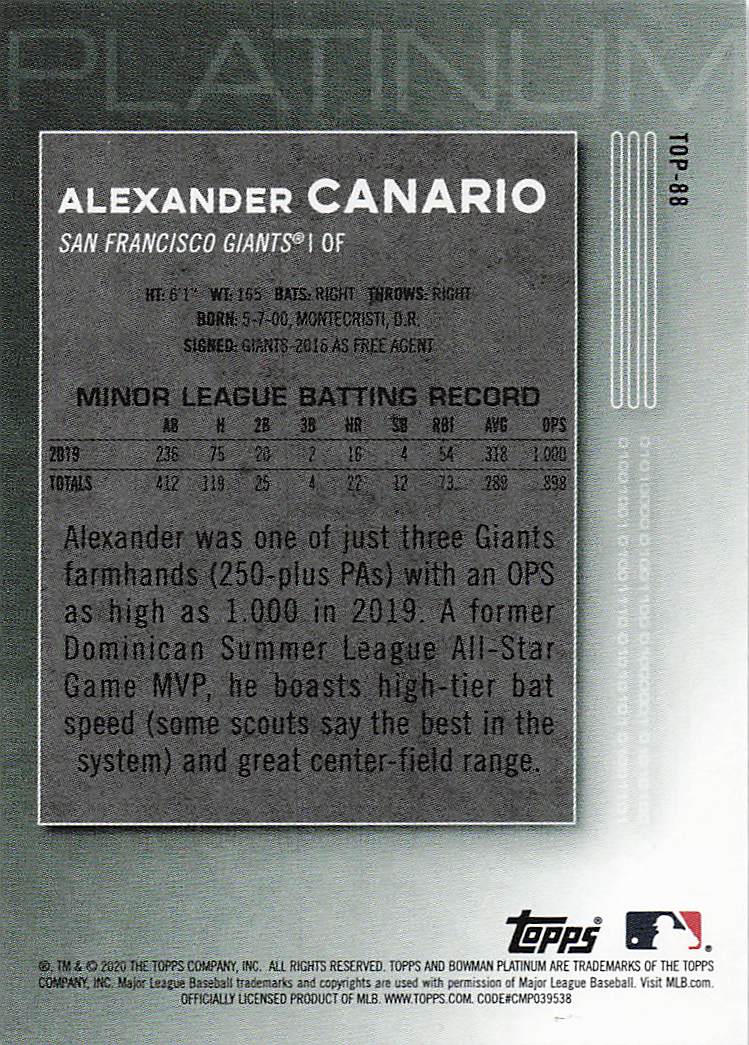 PLATINUM
TOP-88
ALEXANDER CANARIO
SAN FRANCISCO GIANTS® | OF
HT: 6'1" WT: 165 BATS: RIGHT THROWS: RIGHT
BORN: 5-7-00, MONTECRISTI, D.R.
SIGNED: GIANTS-2016 AS FREE AGENT
MINOR LEAGUE BATTING RECORD
AB H 2B 3B HR SB RBI AVG OPS
2019 236 75 20 2 16 4 54 .318 1.000
TOTALS 412 119 25 4 22 12 73 .289 .898
Alexander was one of just three Giants
farmhands (250-plus PAs) with an OPS
as high as 1.000 in 2019. A former
Dominican Summer League All-Star
Game MVP, he boasts high-tier bat
speed (some scouts say the best in the
system) and great center-field range.
Topps®
®, TM & © 2020 THE TOPPS COMPANY, INC. ALL RIGHTS RESERVED. TOPPS AND BOWMAN PLATINUM ARE TRADEMARKS OF THE TOPPS
COMPANY, INC. Major League Baseball trademarks and copyrights are used with permission of Major League Baseball. Visit MLB.com.
OFFICIALLY LICENSED PRODUCT OF MLB. WWW.TOPPS.COM. CODE#CMP039538